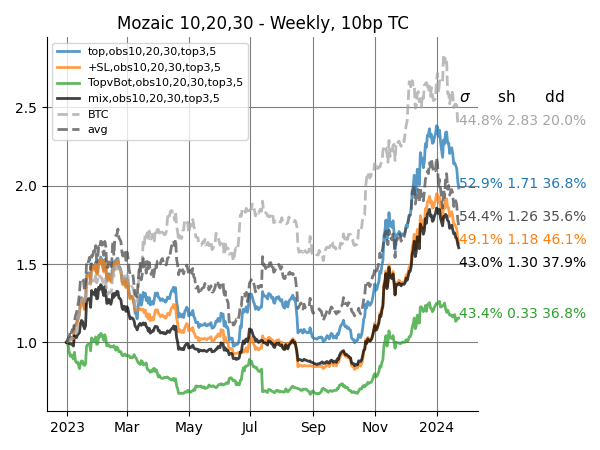 Mozaic 10,20,30 - Weekly, 10bp TC
top,obs10,20,30,top3,5
+SL,obs10,20,30,top3,5
TopvBot,obs10,20,30,top3,5
mix,obs10,20,30,top3,5
BTC
avg
σ sh dd
44.8% 2.83 20.0%
52.9% 1.71 36.8%
54.4% 1.26 35.6%
49.1% 1.18 46.1%
43.0% 1.30 37.9%
43.4% 0.33 36.8%
2.5
2.0
1.5
1.0
2023 Mar May Jul Sep Nov 2024